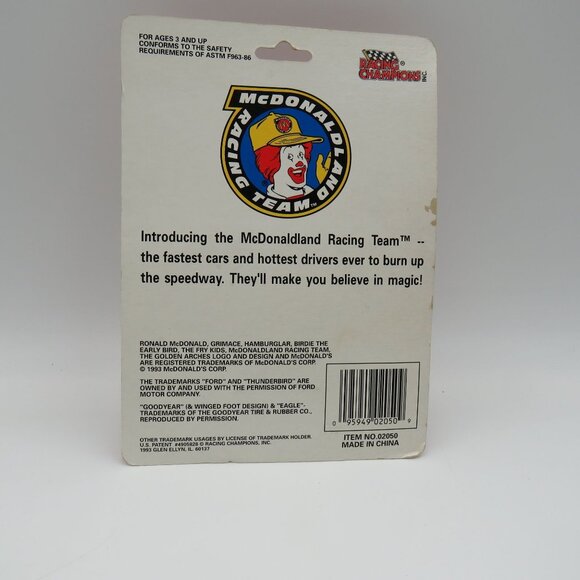 FOR AGES 3 AND UP
CONFORMS TO THE SAFETY
REQUIREMENTS OF ASTM F963-86
RACING ®
CHAMPIONS INC.
McDONALDLAND
RACING TEAM™
Introducing the McDonaldland Racing Team™ --
the fastest cars and hottest drivers ever to burn up
the speedway. They'll make you believe in magic!
RONALD McDONALD, GRIMACE, HAMBURGLAR, BIRDIE THE
EARLY BIRD, THE FRY KIDS, McDONALDLAND RACING TEAM,
THE GOLDEN ARCHES LOGO AND DESIGN AND McDONALD'S
ARE REGISTERED TRADEMARKS OF McDONALD'S CORP.
© 1993 McDONALD'S CORP.
THE TRADEMARKS "FORD" AND "THUNDERBIRD" ARE
OWNED BY AND USED WITH THE PERMISSION OF FORD
MOTOR COMPANY.
"GOODYEAR" (& WINGED FOOT DESIGN) & "EAGLE"-
TRADEMARKS OF THE GOODYEAR TIRE & RUBBER CO.,
REPRODUCED BY PERMISSION.
OTHER TRADEMARK USAGES BY LICENSE OF TRADEMARK HOLDER.
U.S. PATENT #4905828 © RACING CHAMPIONS, INC.
1993 GLEN ELLYN, IL 60137
0 95949 02050 9
ITEM NO.02050
MADE IN CHINA